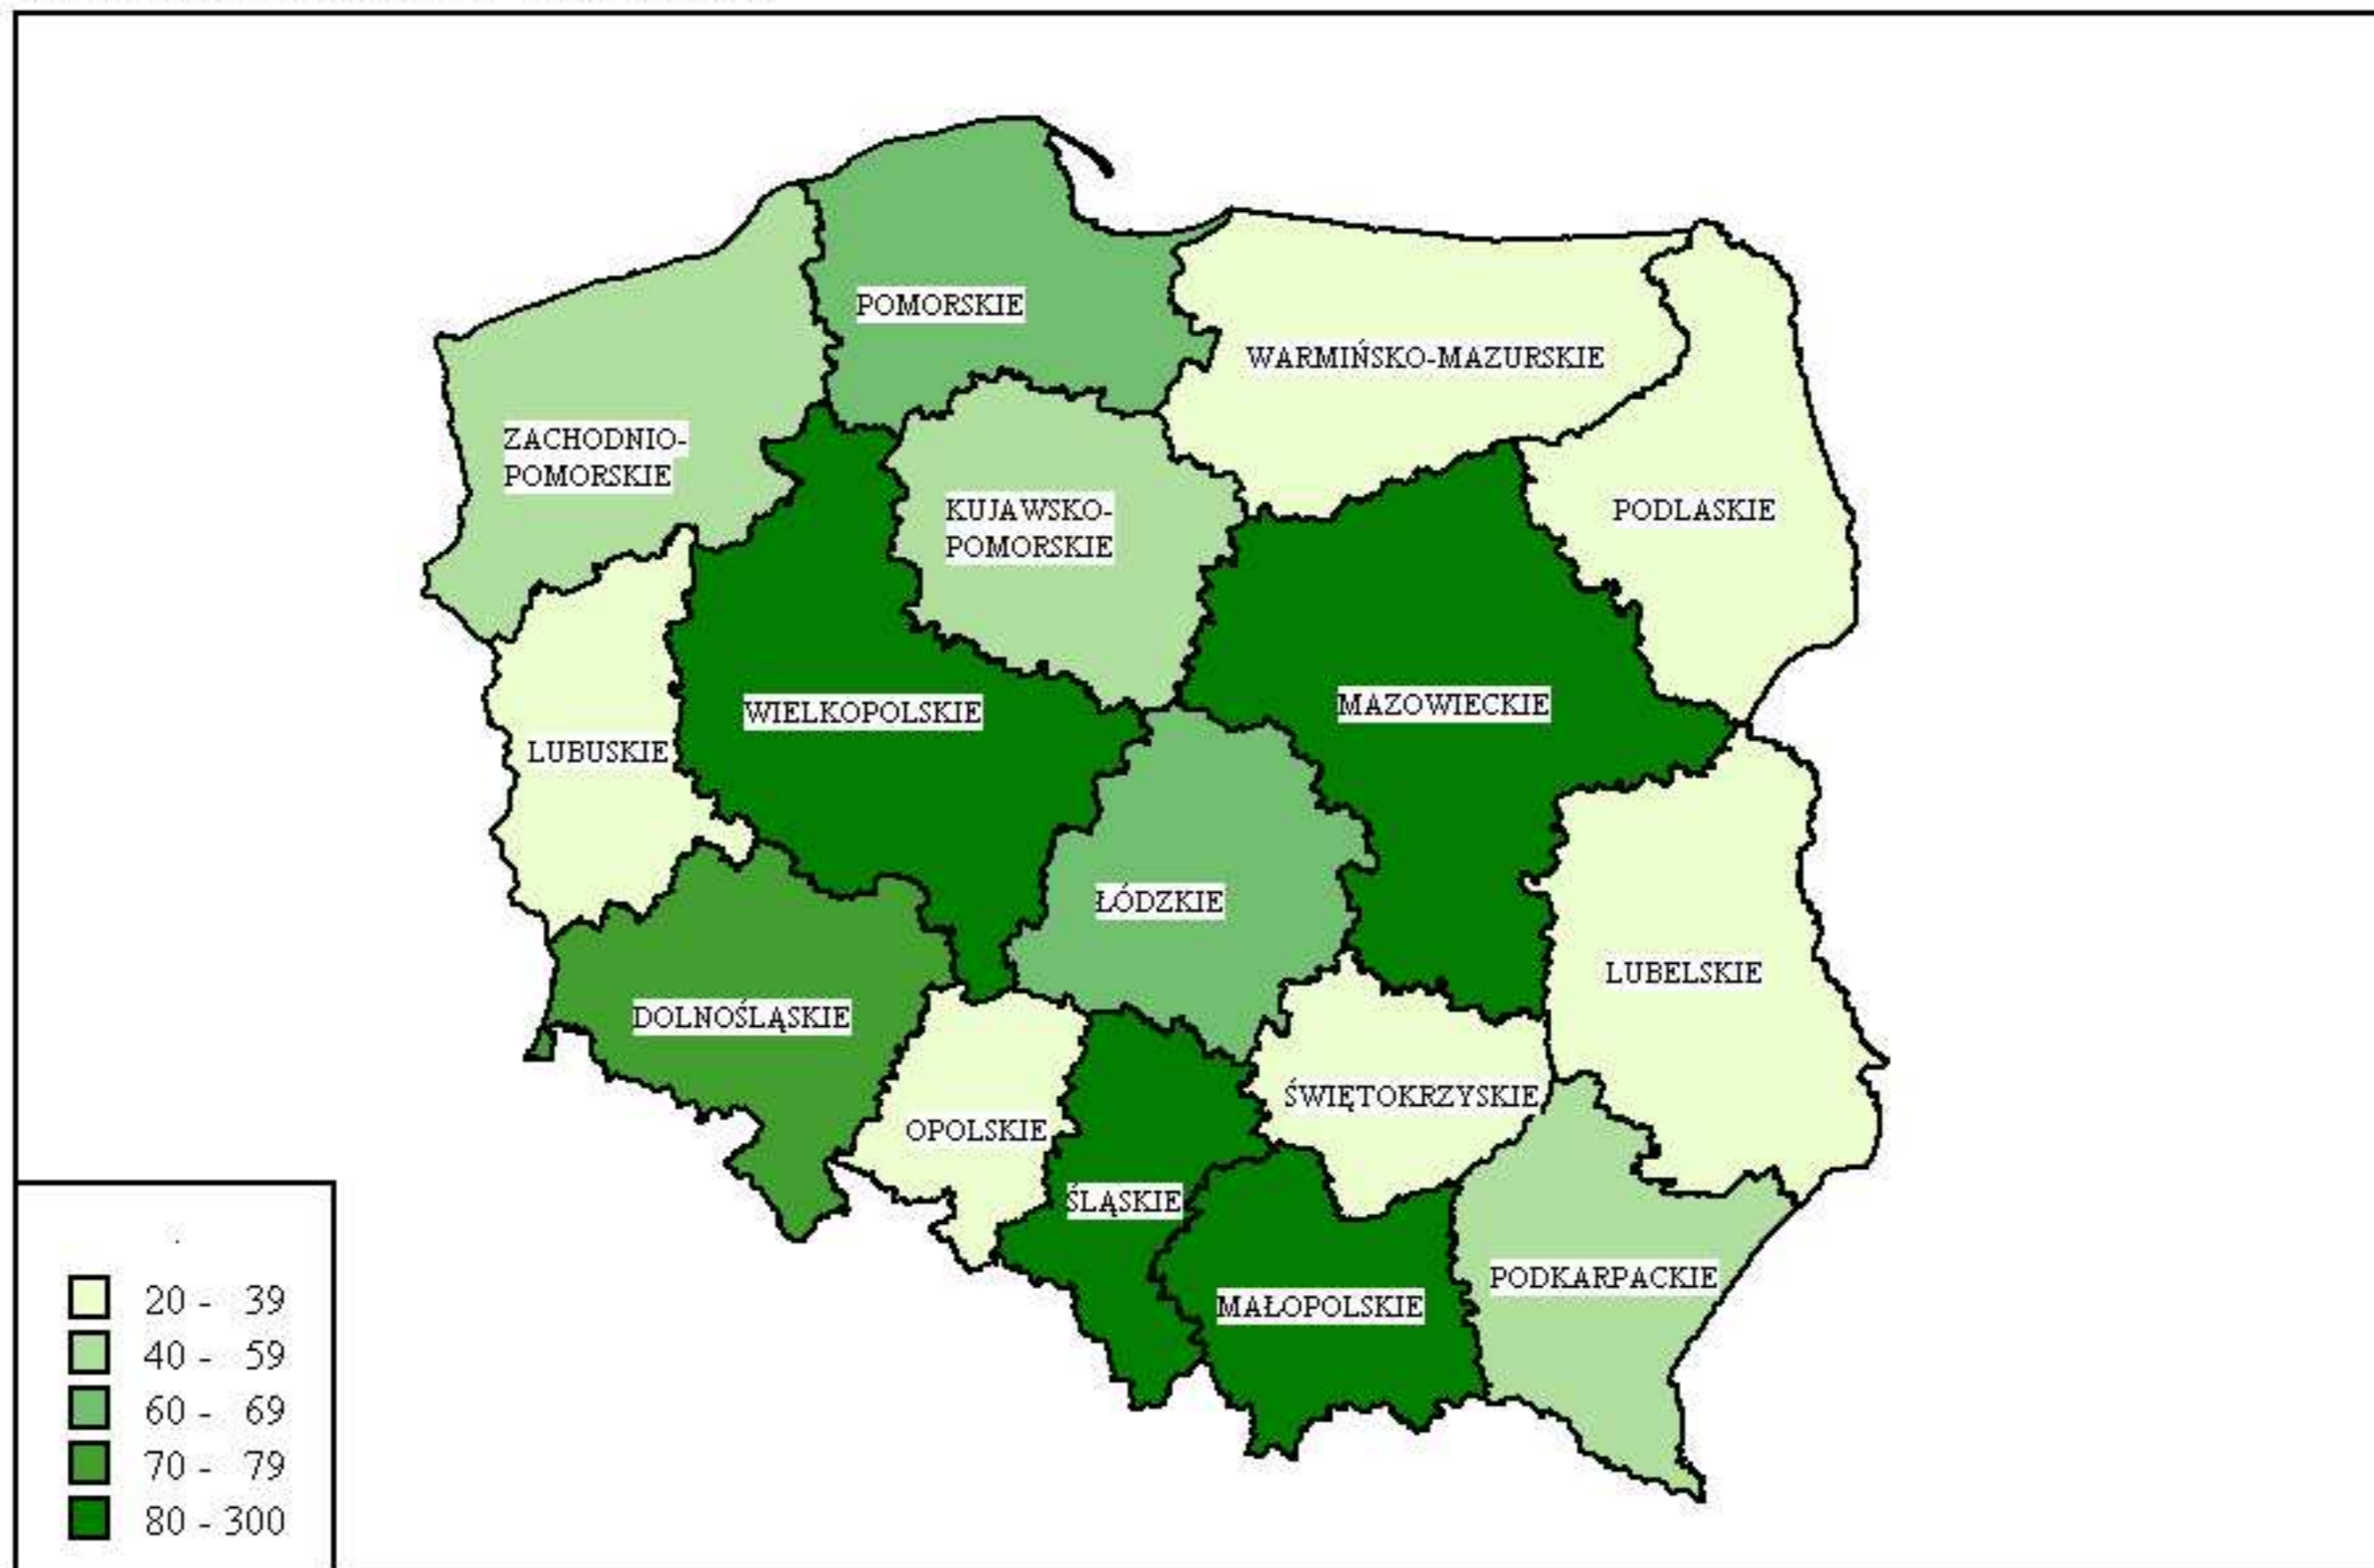 POMORSKIE
WARMIŃSKO-MAZURSKIE
ZACHODNIO-
POMORSKIE
KUJAWSKO-
POMORSKIE
PODLASKIE
WIELKOPOLSKIE
MAZOWIECKIE
LUBUSKIE
ŁÓDZKIE
LUBELSKIE
DOLNOŚLĄSKIE
ŚWIĘTOKRZYSKIE
OPOLSKIE
ŚLĄSKIE
PODKARPACKIE
MAŁOPOLSKIE
20 - 39
40 - 59
60 - 69
70 - 79
80 - 300